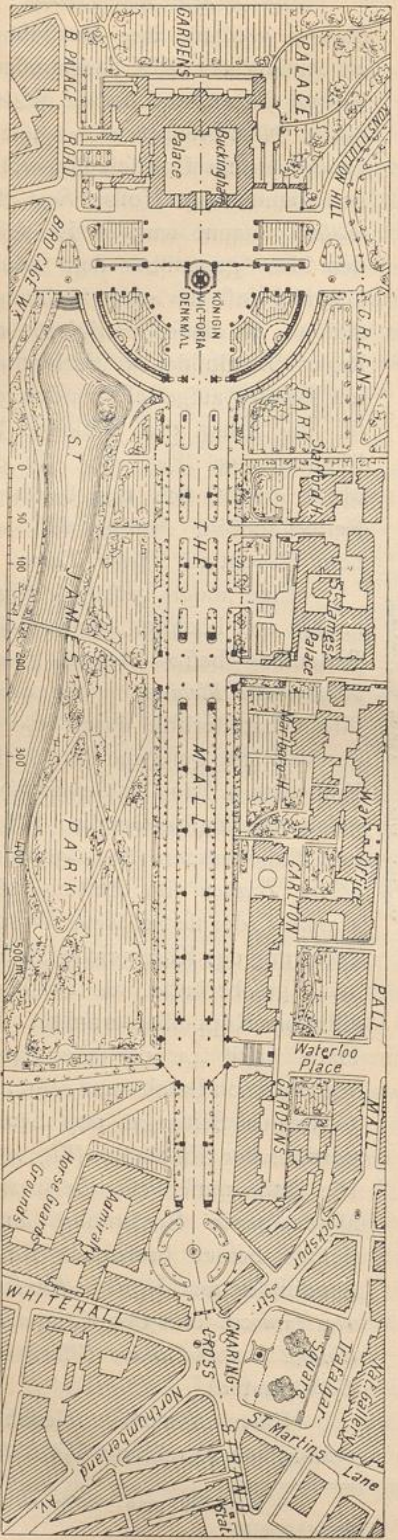 PALACE
GARDENS
CONSTITUTION HILL
Buckingham
Palace
B. PALACE
ROAD
BIRD CAGE WK.
KÖNIGIN
VICTORIA
DENKMAL
GREEN
PARK
Stafford H.
St James
Palace
Marlboro H.
War Office
CARLTON
GARDENS
PALL
MALL
Waterloo
Place
THE
MALL
ST. JAMES
PARK
0 50 100 200 300 400 500 m.
Horse Guards
Grounds
Admiralty
WHITEHALL
Cockspur
Str.
Trafalgar-
Square
Nat. Gallery
St Martins
Lane
CHARING-
CROSS
STRAND
Northumberland
Av.